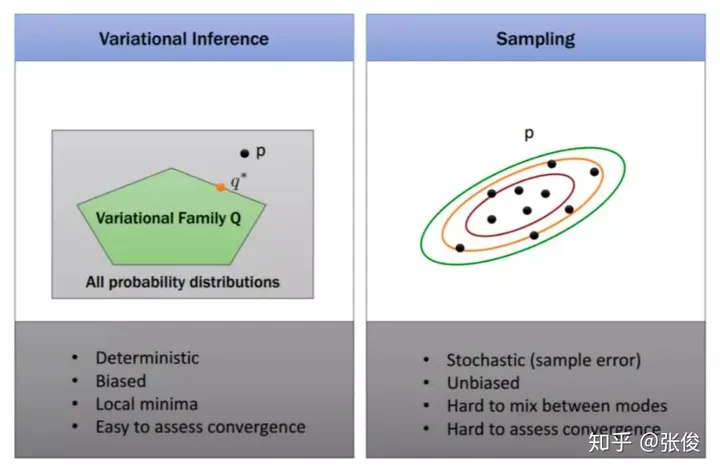 Variational Inference
p
q*
Variational Family Q
All probability distributions
• Deterministic
• Biased
• Local minima
• Easy to assess convergence
Sampling
p
• Stochastic (sample error)
• Unbiased
• Hard to mix between modes
• Hard to assess convergence
知乎 @张俊